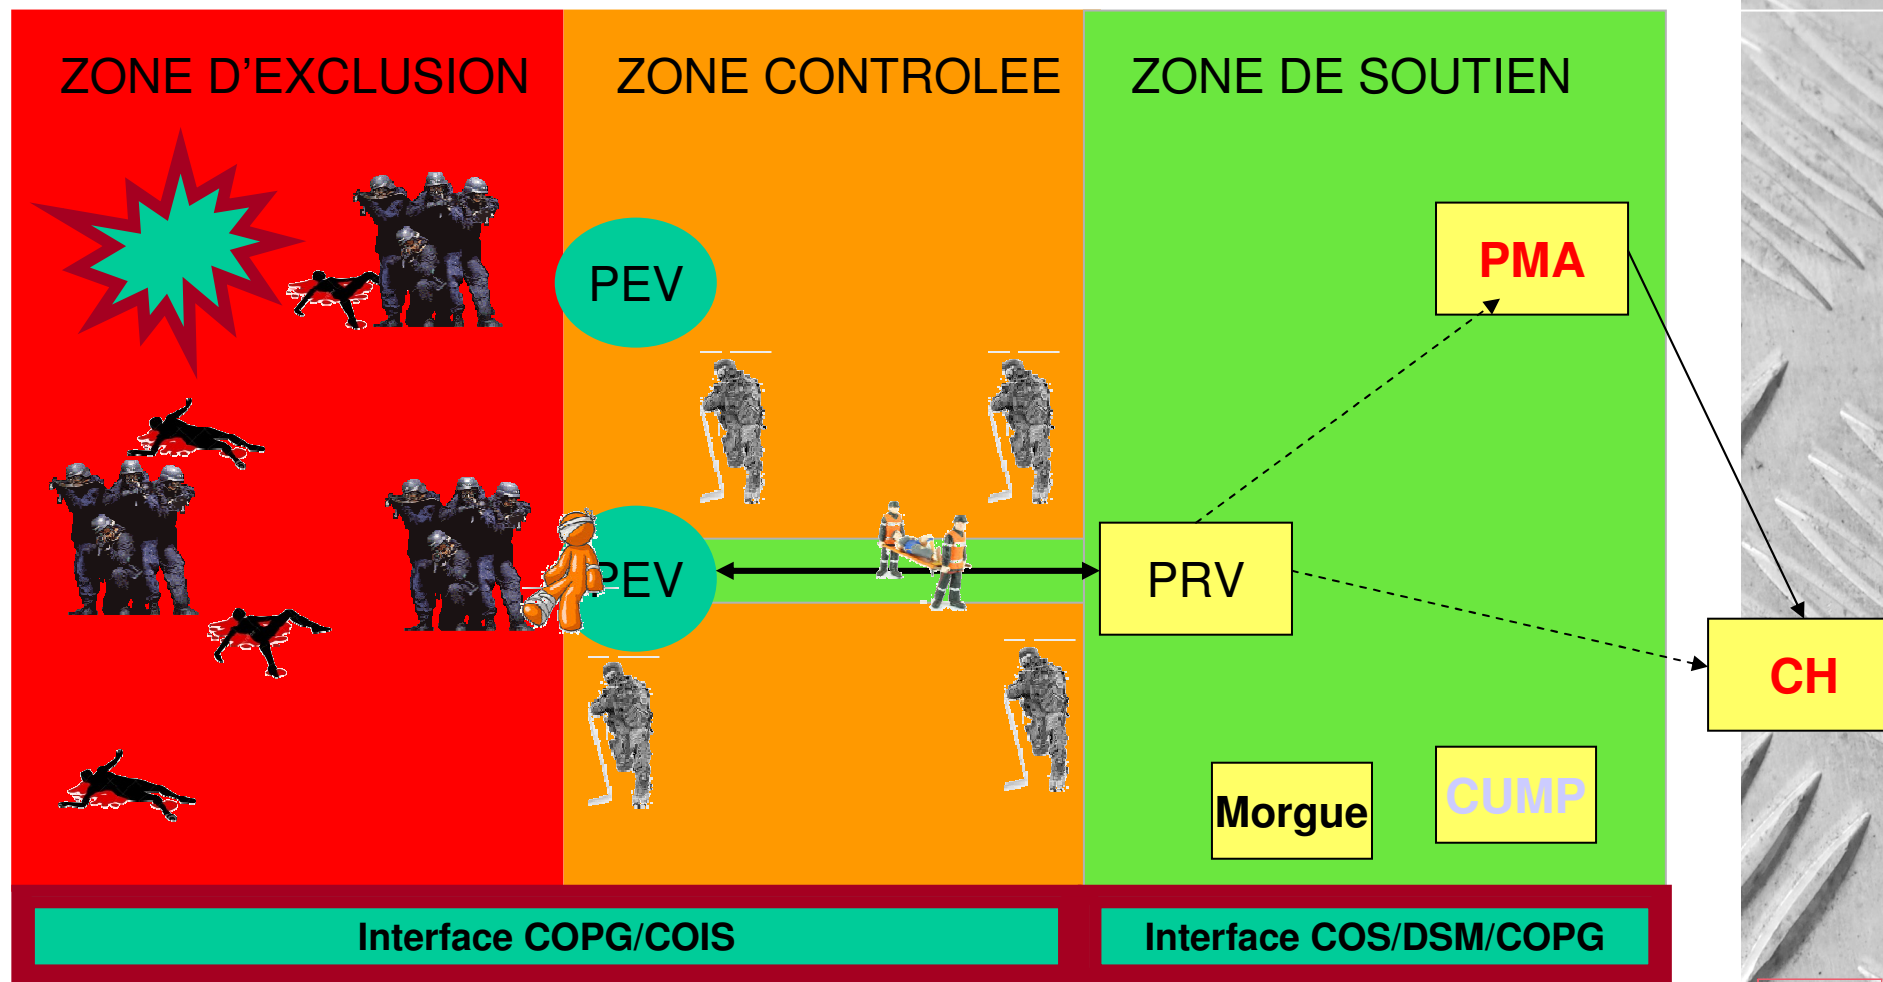 ZONE D'EXCLUSION
ZONE CONTROLEE
ZONE DE SOUTIEN
PEV
PMA
PEV
PRV
CH
Morgue
CUMP
Interface COPG/COIS
Interface COS/DSM/COPG